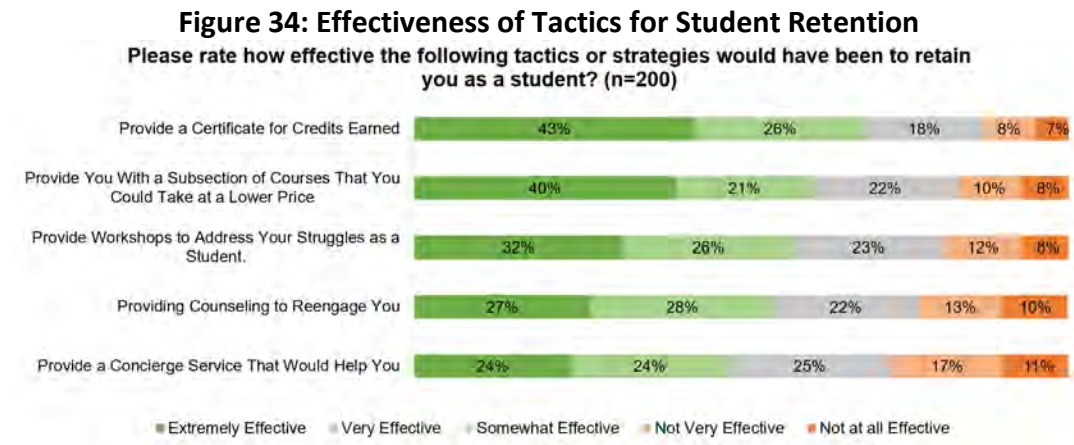 Figure 34: Effectiveness of Tactics for Student Retention
Please rate how effective the following tactics or strategies would have been to retain
you as a student? (n=200)
Provide a Certificate for Credits Earned
43% 26% 18% 8% 7%
Provide You With a Subsection of Courses That You
Could Take at a Lower Price
40% 21% 22% 10% 8%
Provide Workshops to Address Your Struggles as a
Student.
32% 26% 23% 12% 8%
Providing Counseling to Reengage You
27% 28% 22% 13% 10%
Provide a Concierge Service That Would Help You
24% 24% 25% 17% 11%
Extremely Effective Very Effective Somewhat Effective Not Very Effective Not at all Effective